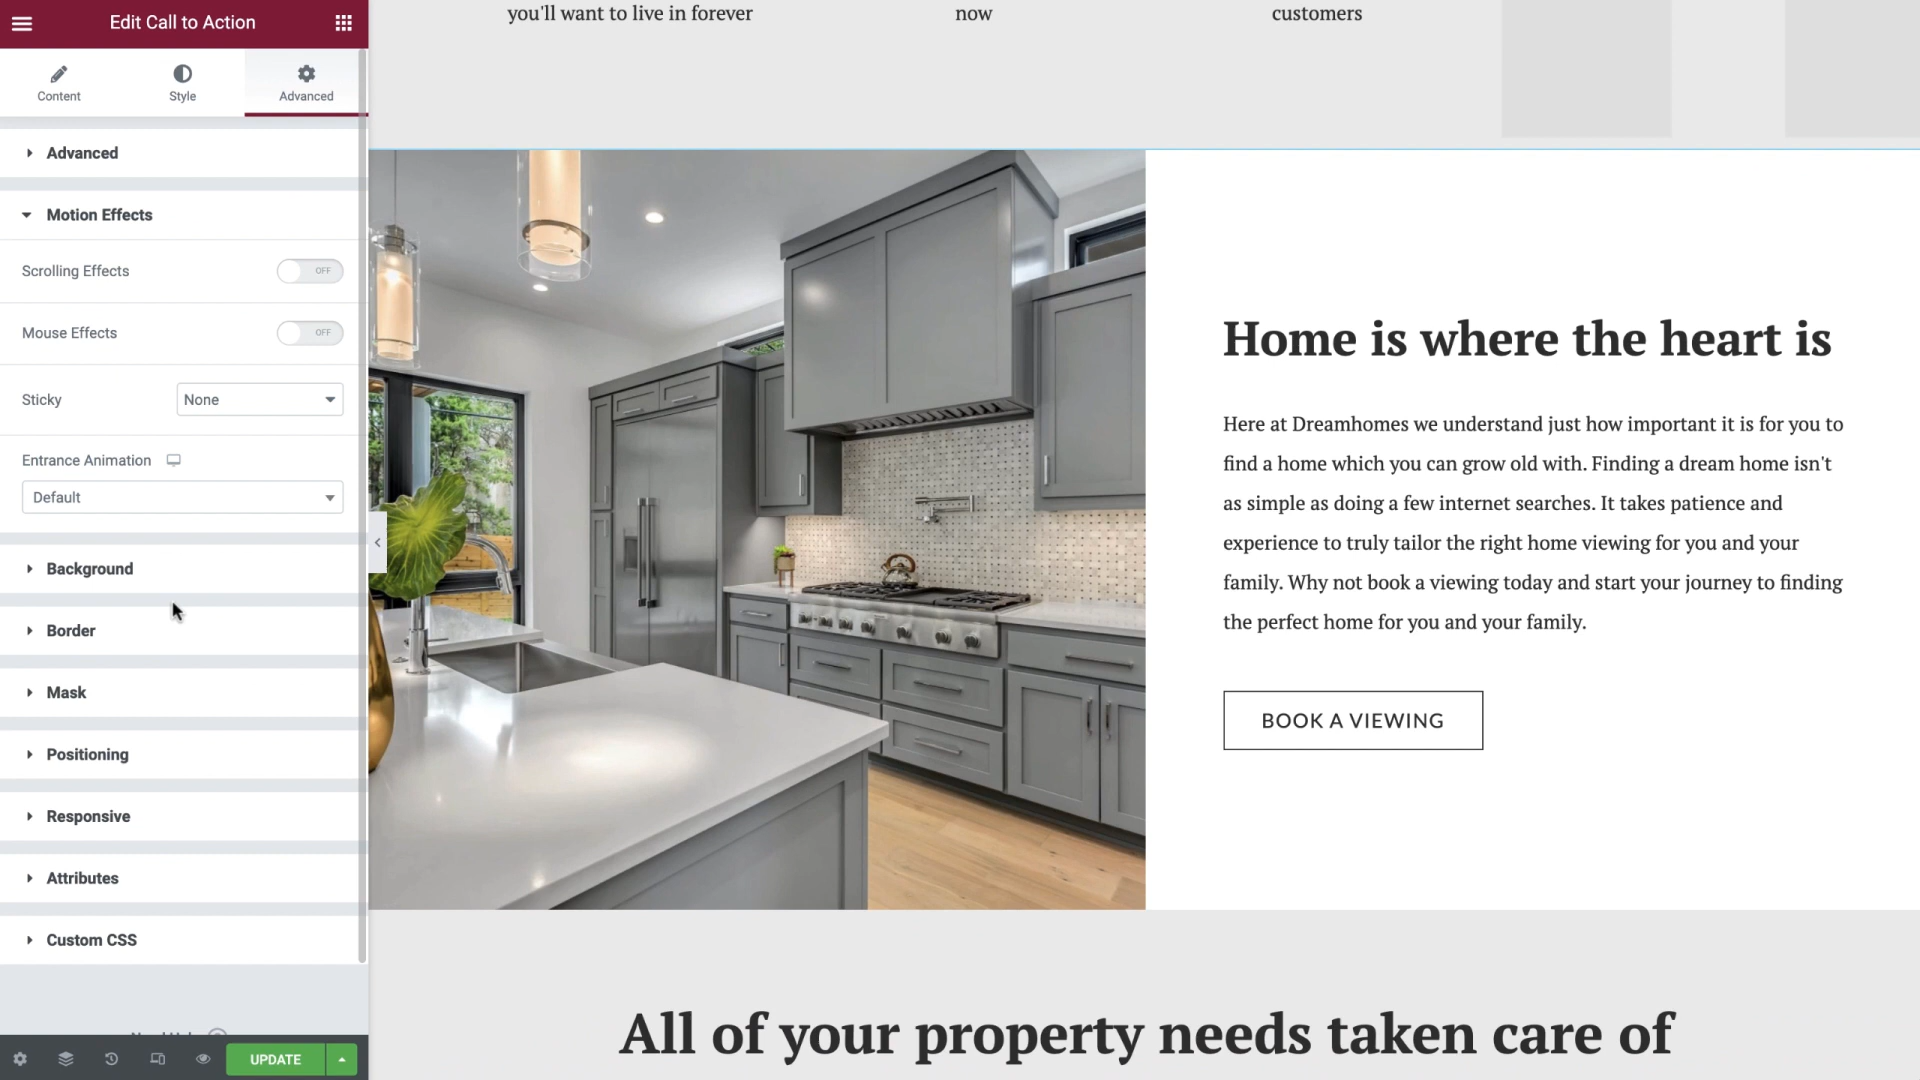 Edit Call to Action
Content
Style
Advanced
Advanced
Motion Effects
Scrolling Effects
OFF
Mouse Effects
OFF
Sticky
None
Entrance Animation
Default
Background
Border
Mask
Positioning
Responsive
Attributes
Custom CSS
UPDATE
you'll want to live in forever
now
customers
Home is where the heart is
Here at Dreamhomes we understand just how important it is for you to
find a home which you can grow old with. Finding a dream home isn't
as simple as doing a few internet searches. It takes patience and
experience to truly tailor the right home viewing for you and your
family. Why not book a viewing today and start your journey to finding
the perfect home for you and your family.
BOOK A VIEWING
All of your property needs taken care of